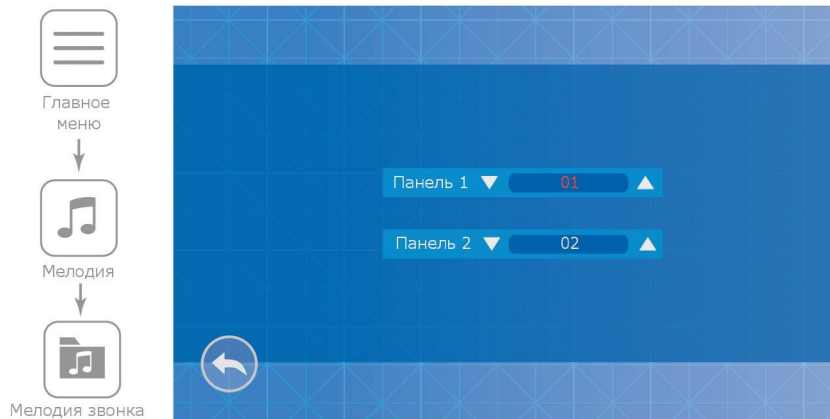 Главное
меню
Мелодия
Мелодия звонка
Панель 1 01
Панель 2 02